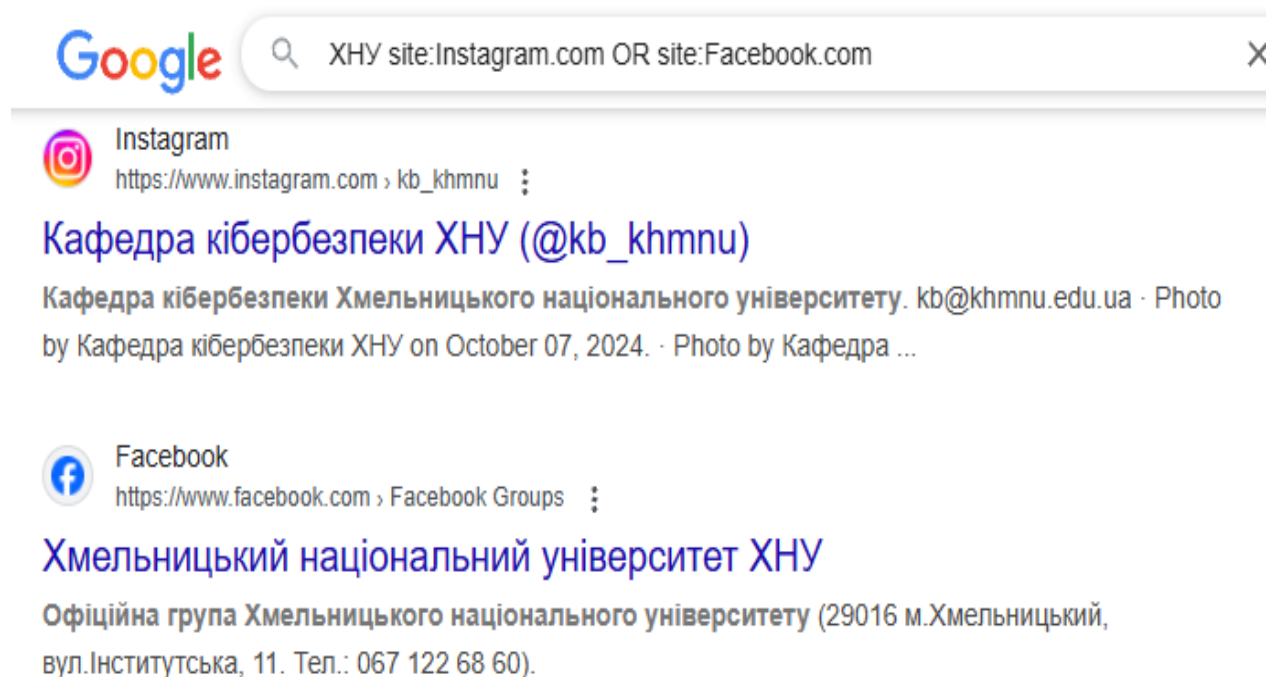 Google ХНУ site:Instagram.com OR site:Facebook.com
Instagram
https://www.instagram.com › kb_khmnu
Кафедра кібербезпеки ХНУ (@kb_khmnu)
Кафедра кібербезпеки Хмельницького національного університету. kb@khmnu.edu.ua · Photo
by Кафедра кібербезпеки ХНУ on October 07, 2024. · Photo by Кафедра ...
Facebook
https://www.facebook.com › Facebook Groups
Хмельницький національний університет ХНУ
Офіційна група Хмельницького національного університету (29016 м.Хмельницький,
вул.Інститутська, 11. Тел.: 067 122 68 60).